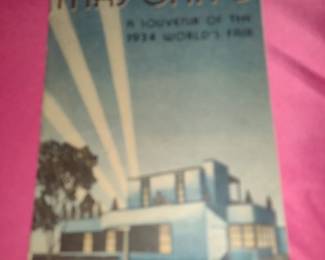 A SOUVENIR OF THE
1934 WORLD'S FAIR